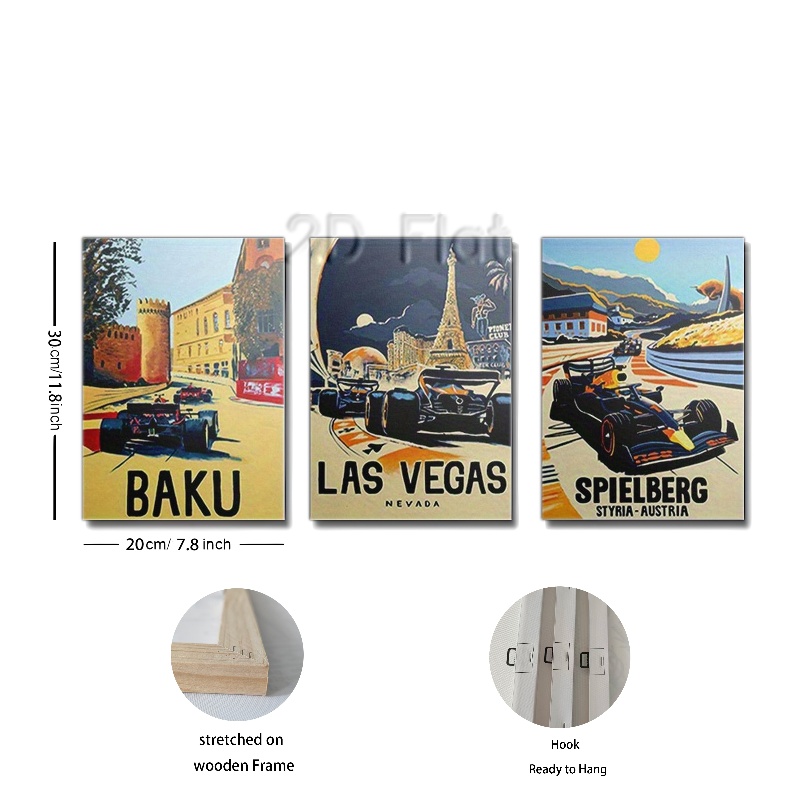 2D Flat
30cm/11.8inch
BAKU
LAS VEGAS
NEVADA
SPIELBERG
STYRIA-AUSTRIA
20cm/ 7.8 inch
stretched on
wooden Frame
Hook
Ready to Hang